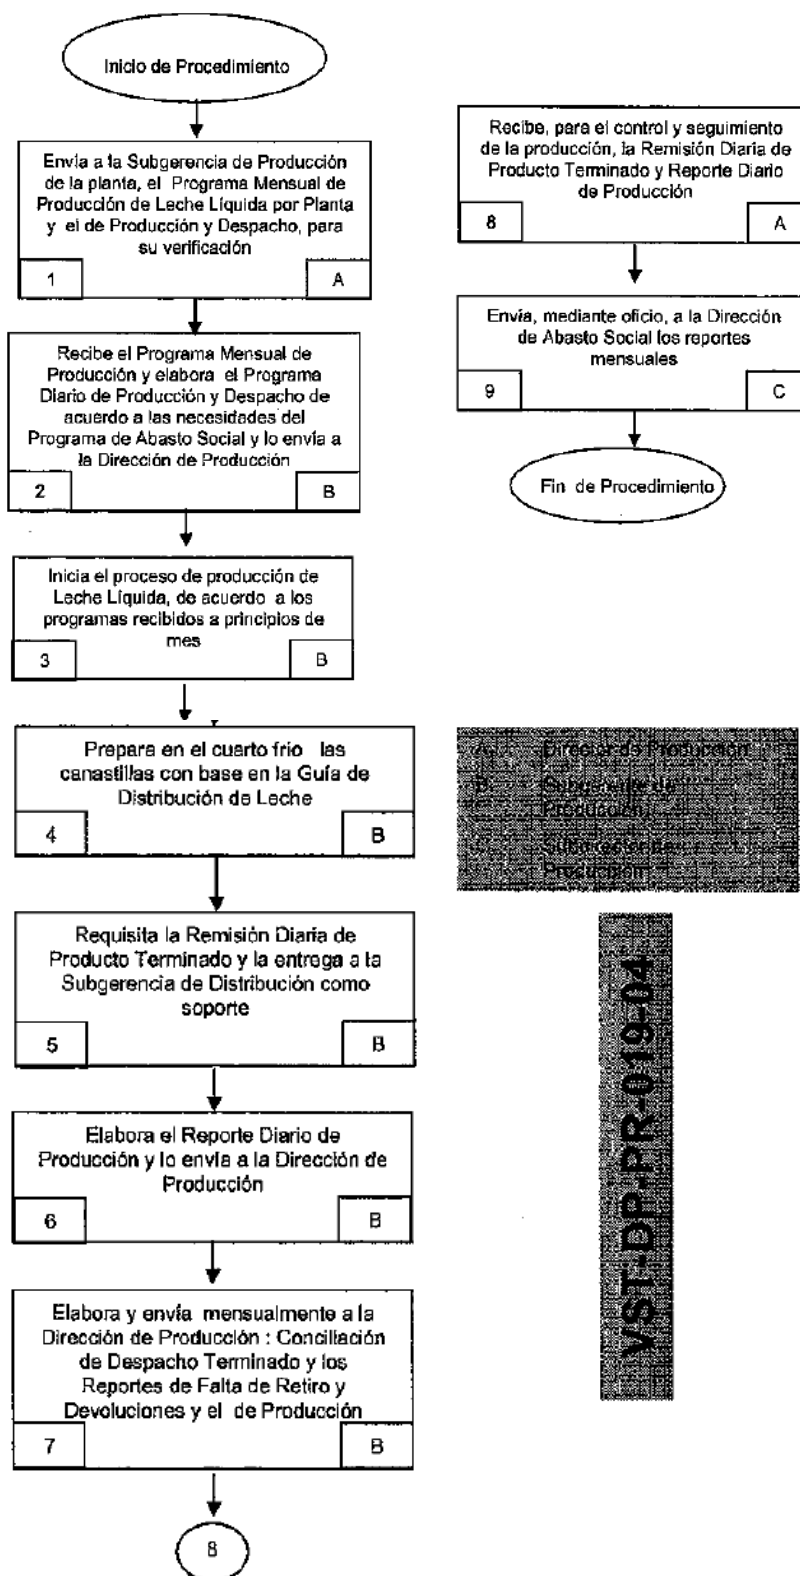 Inicio de Procedimiento
Envía a la Subgerencia de Producción
de la planta, el Programa Mensual de
Producción de Leche Líquida por Planta
y el de Producción y Despacho, para
su verificación
1
A
Recibe el Programa Mensual de
Producción y elabora el Programa
Diario de Producción y Despacho de
acuerdo a las necesidades del
Programa de Abasto Social y lo envía a
la Dirección de Producción
2
B
Inicia el proceso de producción de
Leche Líquida, de acuerdo a los
programas recibidos a principios de
mes
3
B
Prepara en el cuarto frío las
canastillas con base en la Guía de
Distribución de Leche
4
B
Requisita la Remisión Diaria de
Producto Terminado y la entrega a la
Subgerencia de Distribución como
soporte
5
B
Elabora el Reporte Diario de
Producción y lo envía a la Dirección de
Producción
6
B
Elabora y envía mensualmente a la
Dirección de Producción : Conciliación
de Despacho Terminado y los
Reportes de Falta de Retiro y
Devoluciones y el de Producción
7
B
8
Recibe, para el control y seguimiento
de la producción, la Remisión Diaria de
Producto Terminado y Reporte Diario
de Producción
8
A
Envía, mediante oficio, a la Dirección
de Abasto Social los reportes
mensuales
9
C
Fin de Procedimiento
A. Director de Producción
B. Subgerente de
Producción
C. Subdirector de
Producción
VST-DP-PR-019-04